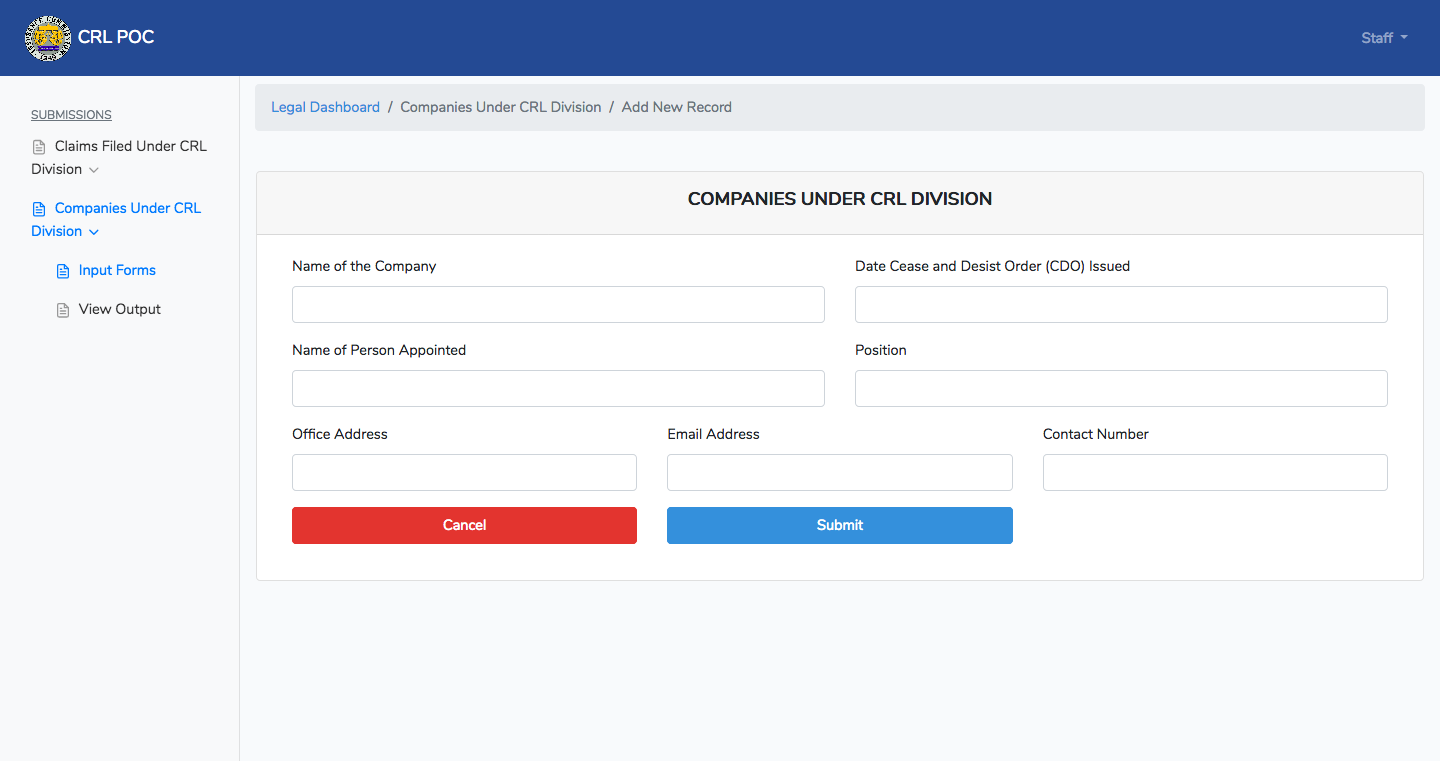 CRL POC
Staff
SUBMISSIONS
Claims Filed Under CRL
Division
Companies Under CRL
Division
Input Forms
View Output
Legal Dashboard / Companies Under CRL Division / Add New Record
COMPANIES UNDER CRL DIVISION
Name of the Company
Date Cease and Desist Order (CDO) Issued
Name of Person Appointed
Position
Office Address
Email Address
Contact Number
Cancel
Submit